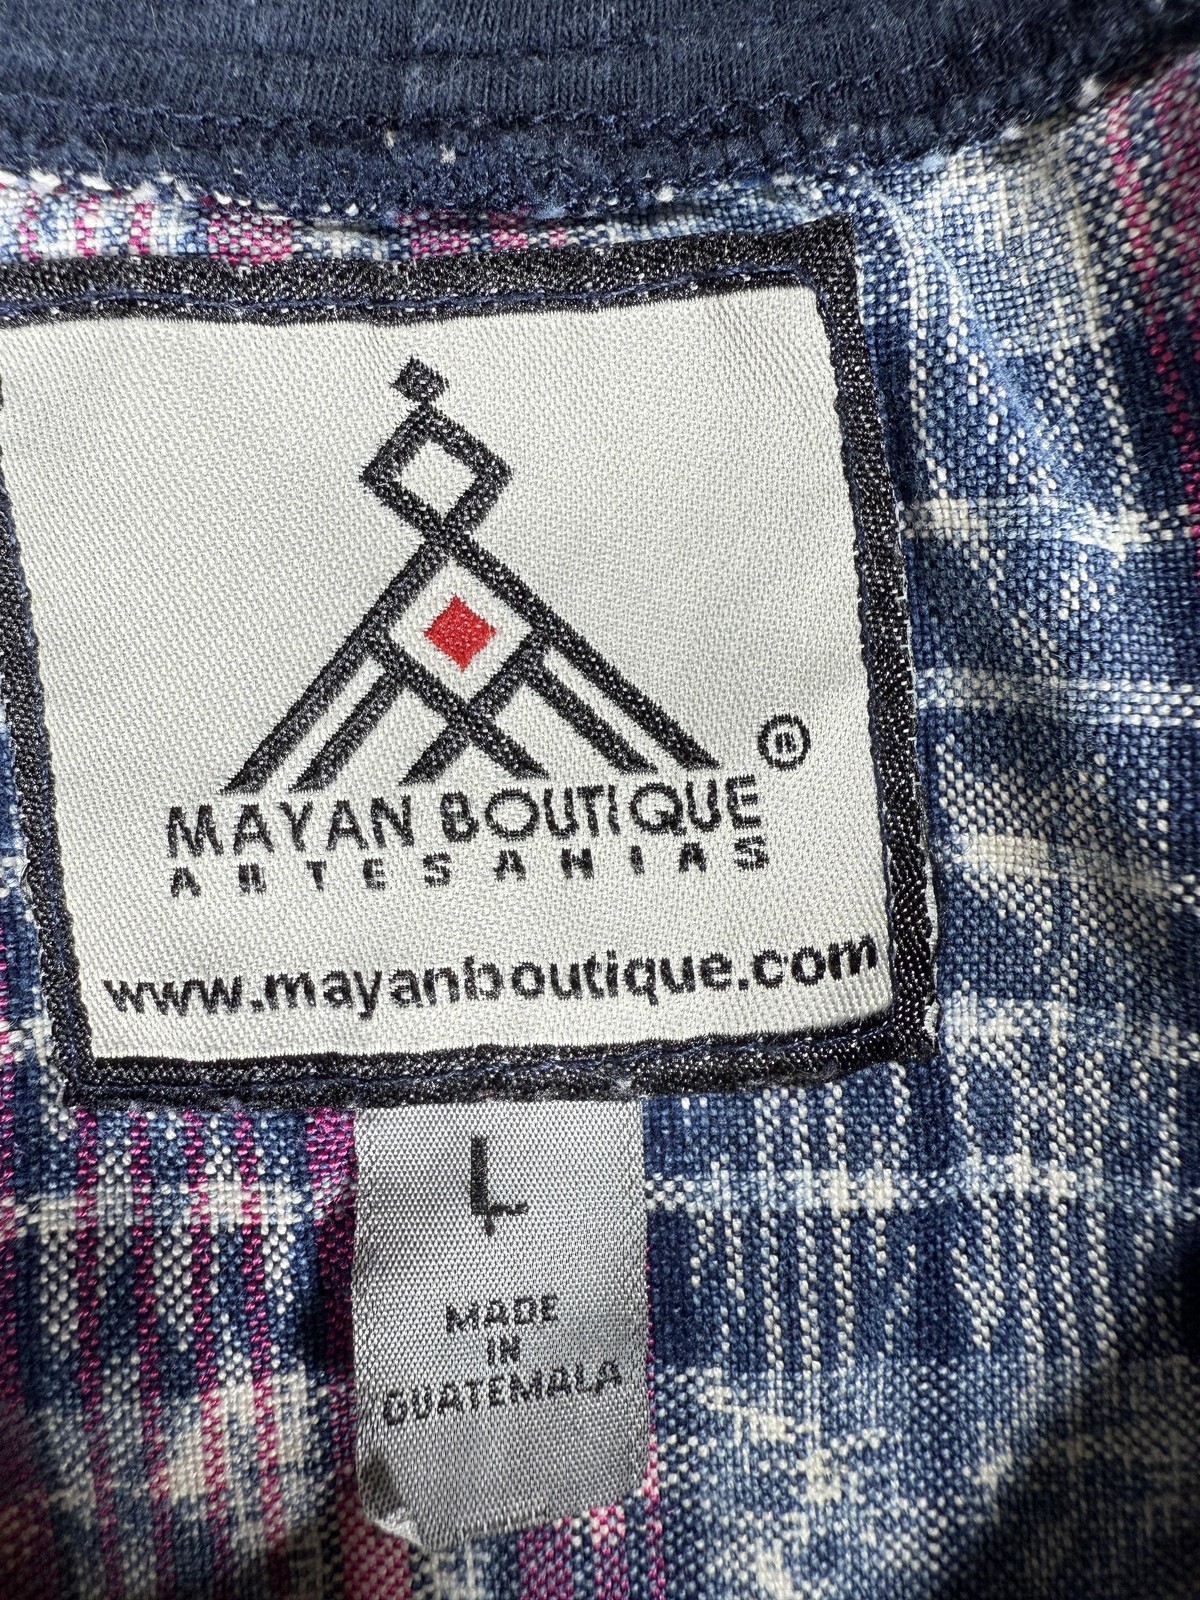 ®
MAYAN BOUTIQUE
ARTESANIAS
www.mayanboutique.com
L
MADE
IN
GUATEMALA